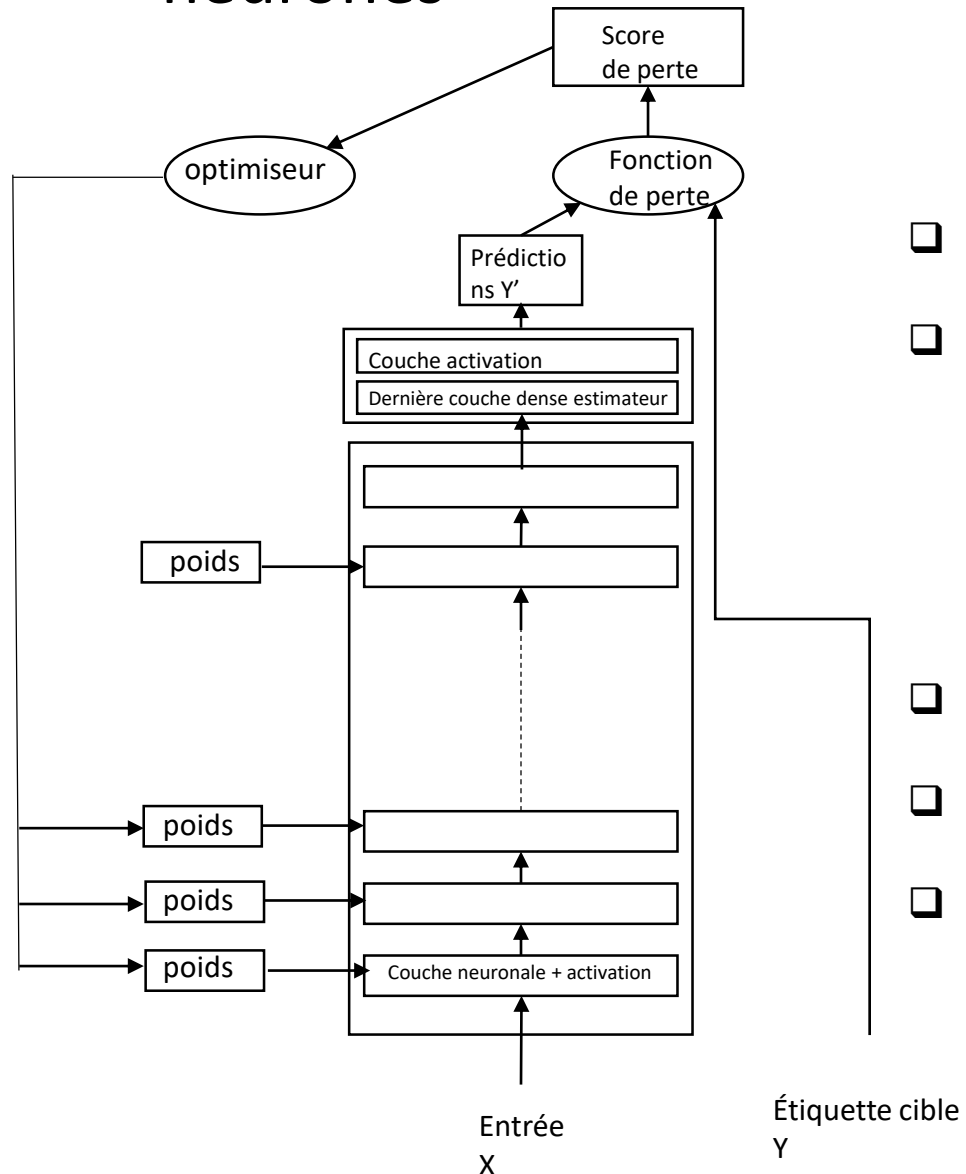 neurones
Score
de perte
optimiseur
Fonction
de perte
Prédictio
ns Y’
Couche activation
Dernière couche dense estimateur
poids
poids
poids
poids
Couche neuronale + activation
Entrée
X
Étiquette cible
Y